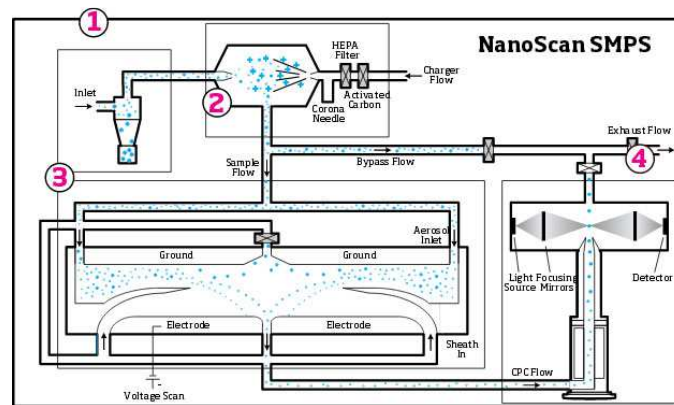 1
NanoScan SMPS
HEPA
Filter
Charger
Flow
Inlet
2
Corona
Needle
Activated
Carbon
Exhaust Flow
4
Sample
Flow
Bypass Flow
3
Aerosol
Inlet
Ground
Ground
Light Focusing
Source Mirrors
Detector
Electrode
Electrode
Sheath
In
CPC Flow
Voltage Scan